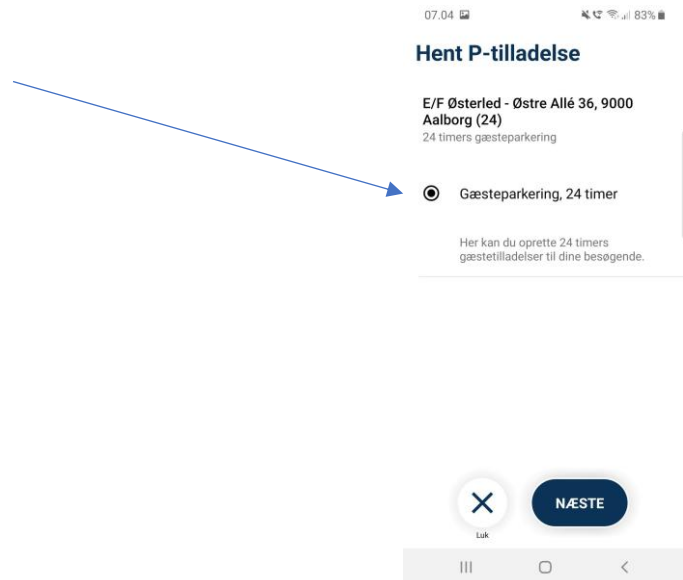 07.04 83%
Hent P-tilladelse
E/F Østerled - Østre Allé 36, 9000
Aalborg (24)
24 timers gæsteparkering
Gæsteparkering, 24 timer
Her kan du oprette 24 timers
gæstetilladelser til dine besøgende.
NÆSTE
Luk